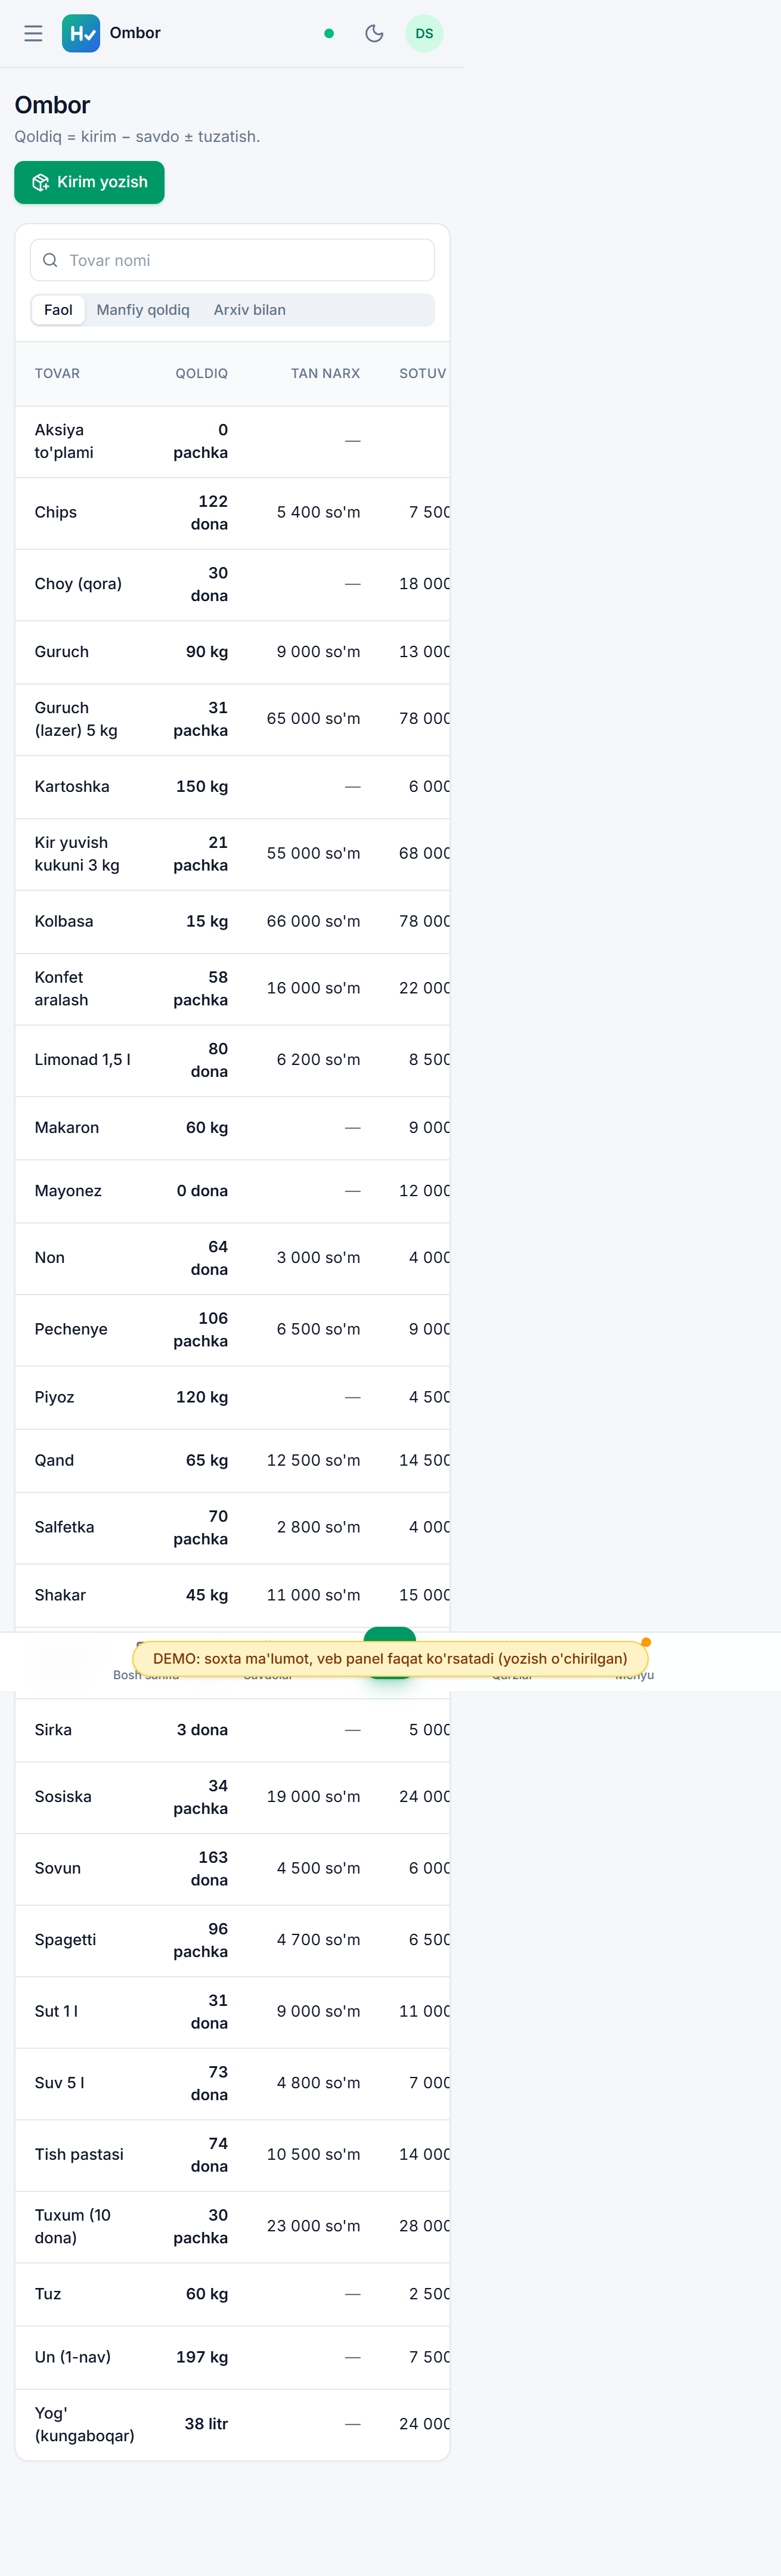 H✓ Ombor DS
Ombor
Qoldiq = kirim − savdo ± tuzatish.
Kirim yozish
Tovar nomi
Faol Manfiy qoldiq Arxiv bilan
TOVAR QOLDIQ TAN NARX SOTUV
Aksiya to'plami 0 pachka —
Chips 122 dona 5 400 so'm 7 500
Choy (qora) 30 dona — 18 000
Guruch 90 kg 9 000 so'm 13 000
Guruch (lazer) 5 kg 31 pachka 65 000 so'm 78 000
Kartoshka 150 kg — 6 000
Kir yuvish kukuni 3 kg 21 pachka 55 000 so'm 68 000
Kolbasa 15 kg 66 000 so'm 78 000
Konfet aralash 58 pachka 16 000 so'm 22 000
Limonad 1,5 l 80 dona 6 200 so'm 8 500
Makaron 60 kg — 9 000
Mayonez 0 dona — 12 000
Non 64 dona 3 000 so'm 4 000
Pechenye 106 pachka 6 500 so'm 9 000
Piyoz 120 kg — 4 500
Qand 65 kg 12 500 so'm 14 500
Salfetka 70 pachka 2 800 so'm 4 000
Shakar 45 kg 11 000 so'm 15 000
DEMO: soxta ma'lumot, veb panel faqat ko'rsatadi (yozish o'chirilgan)
Sirka 3 dona — 5 000
Sosiska 34 pachka 19 000 so'm 24 000
Sovun 163 dona 4 500 so'm 6 000
Spagetti 96 pachka 4 700 so'm 6 500
Sut 1 l 31 dona 9 000 so'm 11 000
Suv 5 l 73 dona 4 800 so'm 7 000
Tish pastasi 74 dona 10 500 so'm 14 000
Tuxum (10 dona) 30 pachka 23 000 so'm 28 000
Tuz 60 kg — 2 500
Un (1-nav) 197 kg — 7 500
Yog' (kungaboqar) 38 litr — 24 000